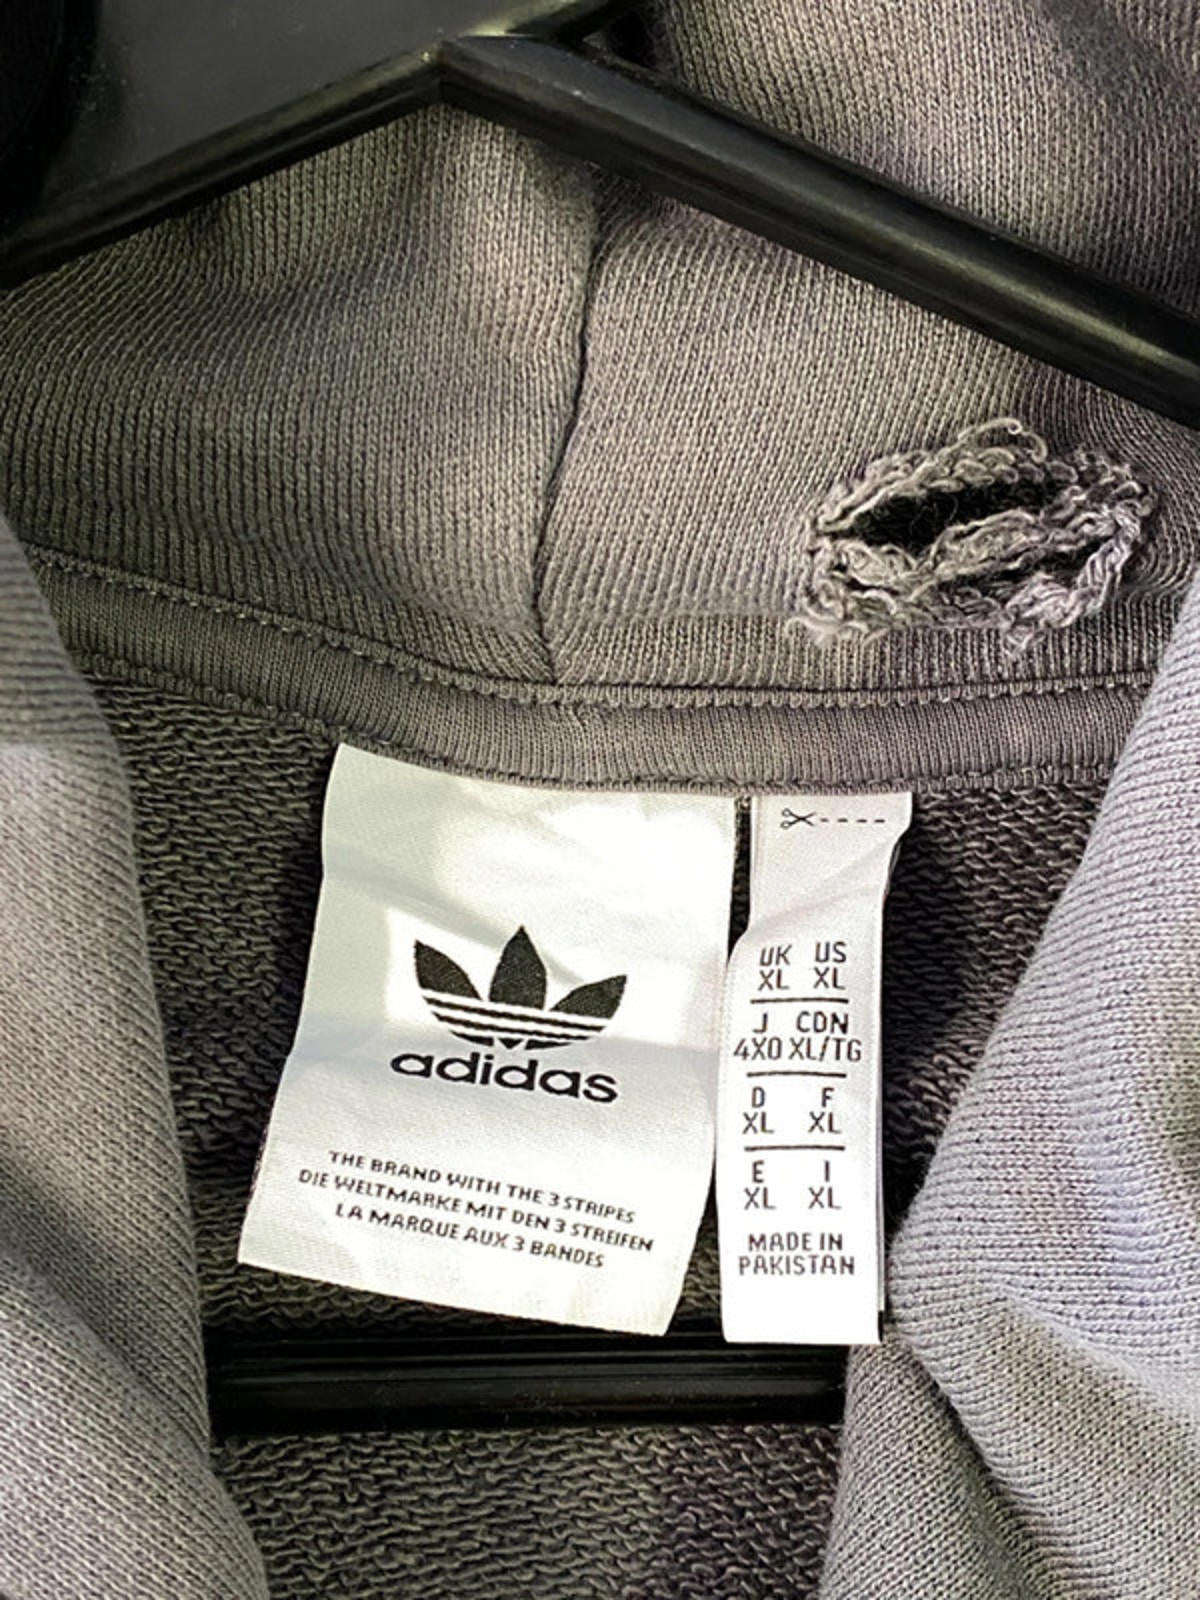 adidas
THE BRAND WITH THE 3 STRIPES
DIE WELTMARKE MIT DEN 3 STREIFEN
LA MARQUE AUX 3 BANDES
UK US
XL XL
J CDN
4XO XL/TG
D F
XL XL
E I
XL XL
MADE IN
PAKISTAN